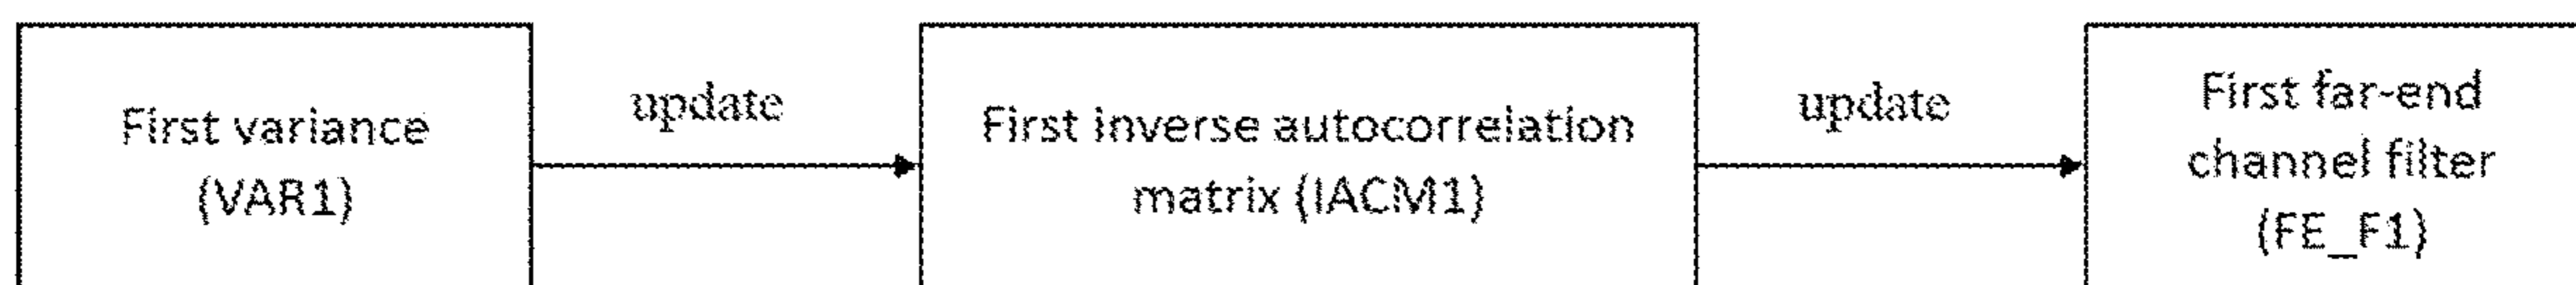 First variance
(VAR1)
update
First inverse autocorrelation
matrix (IACM1)
update
First far-end
channel filter
(FE_F1)